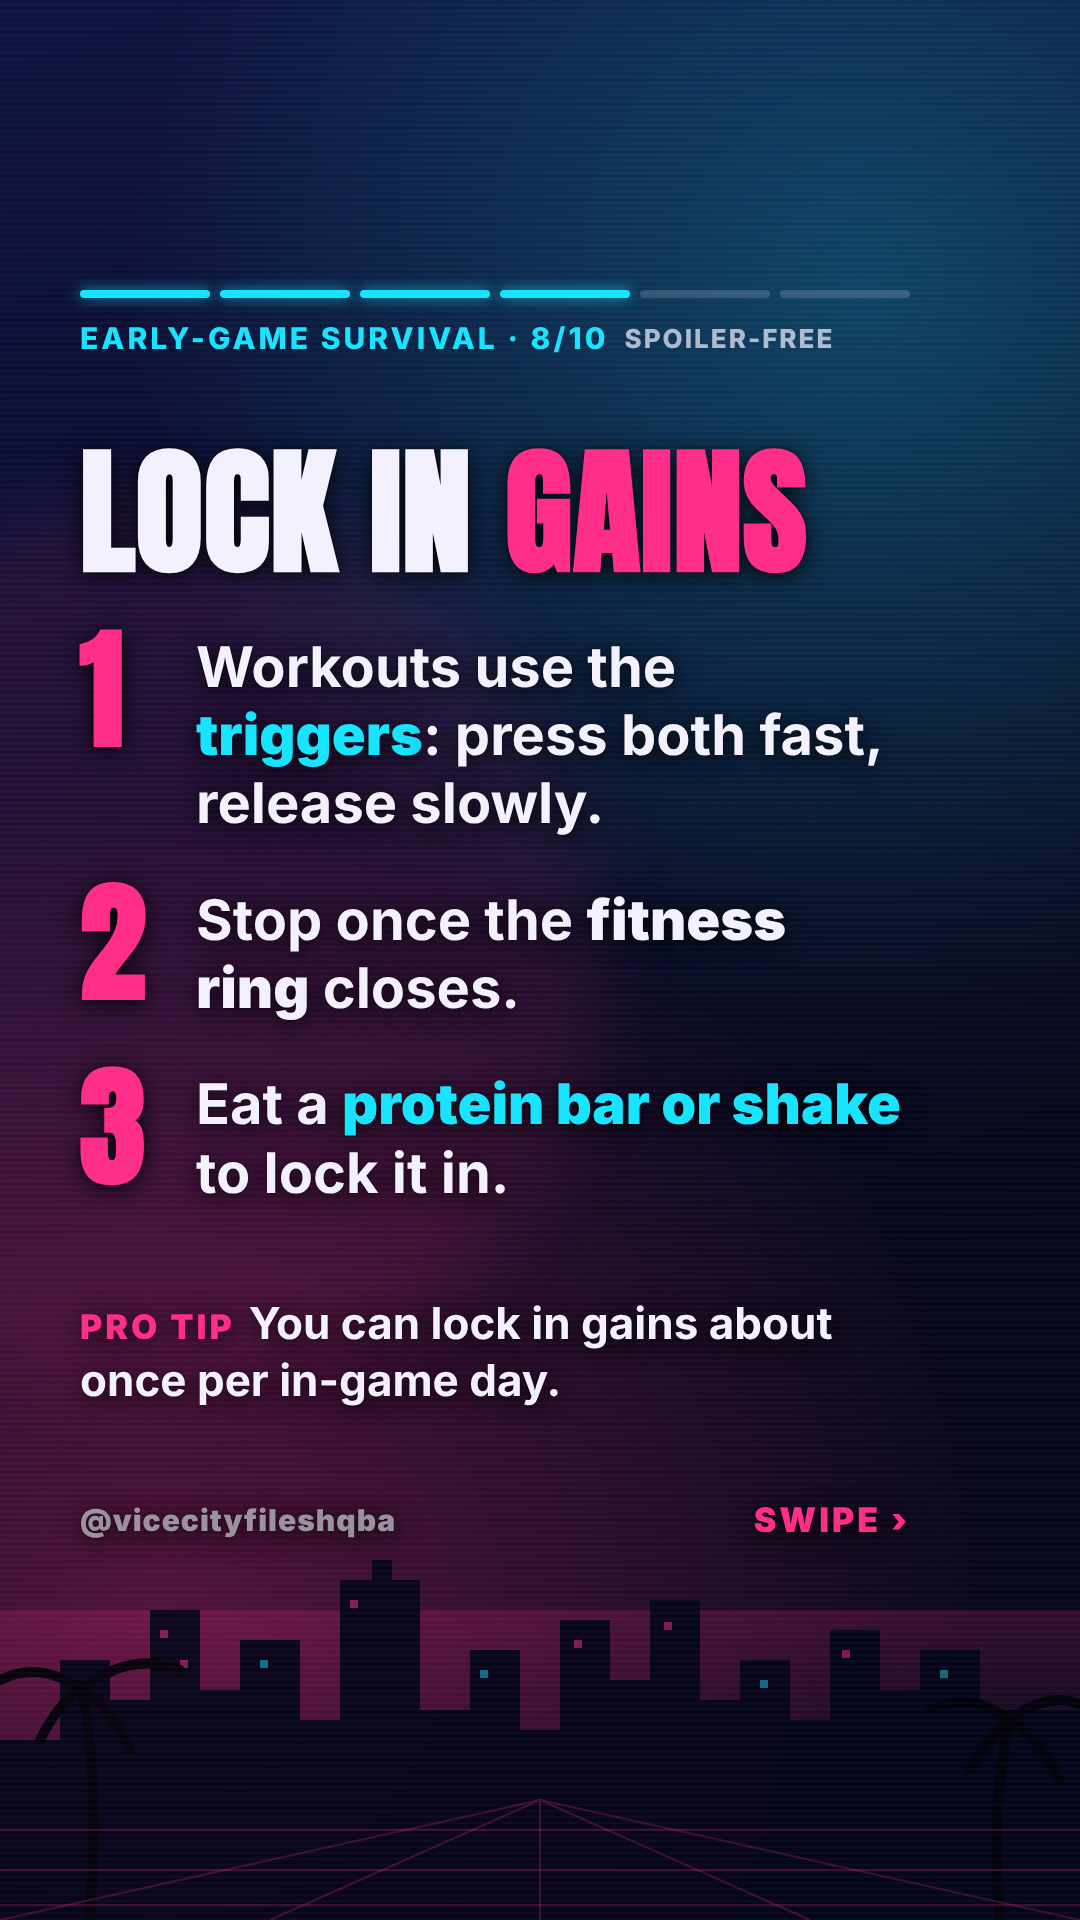 EARLY-GAME SURVIVAL · 8/10 SPOILER-FREE
LOCK IN GAINS
1 Workouts use the
triggers: press both fast,
release slowly.
2 Stop once the fitness
ring closes.
3 Eat a protein bar or shake
to lock it in.
PRO TIP You can lock in gains about
once per in-game day.
@vicecityfileshqba SWIPE ›